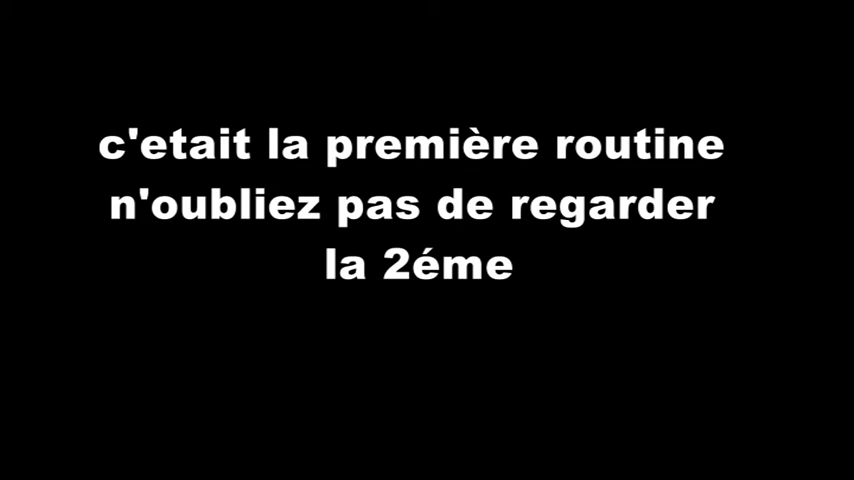 c'etait la première routine
n'oubliez pas de regarder
la 2éme